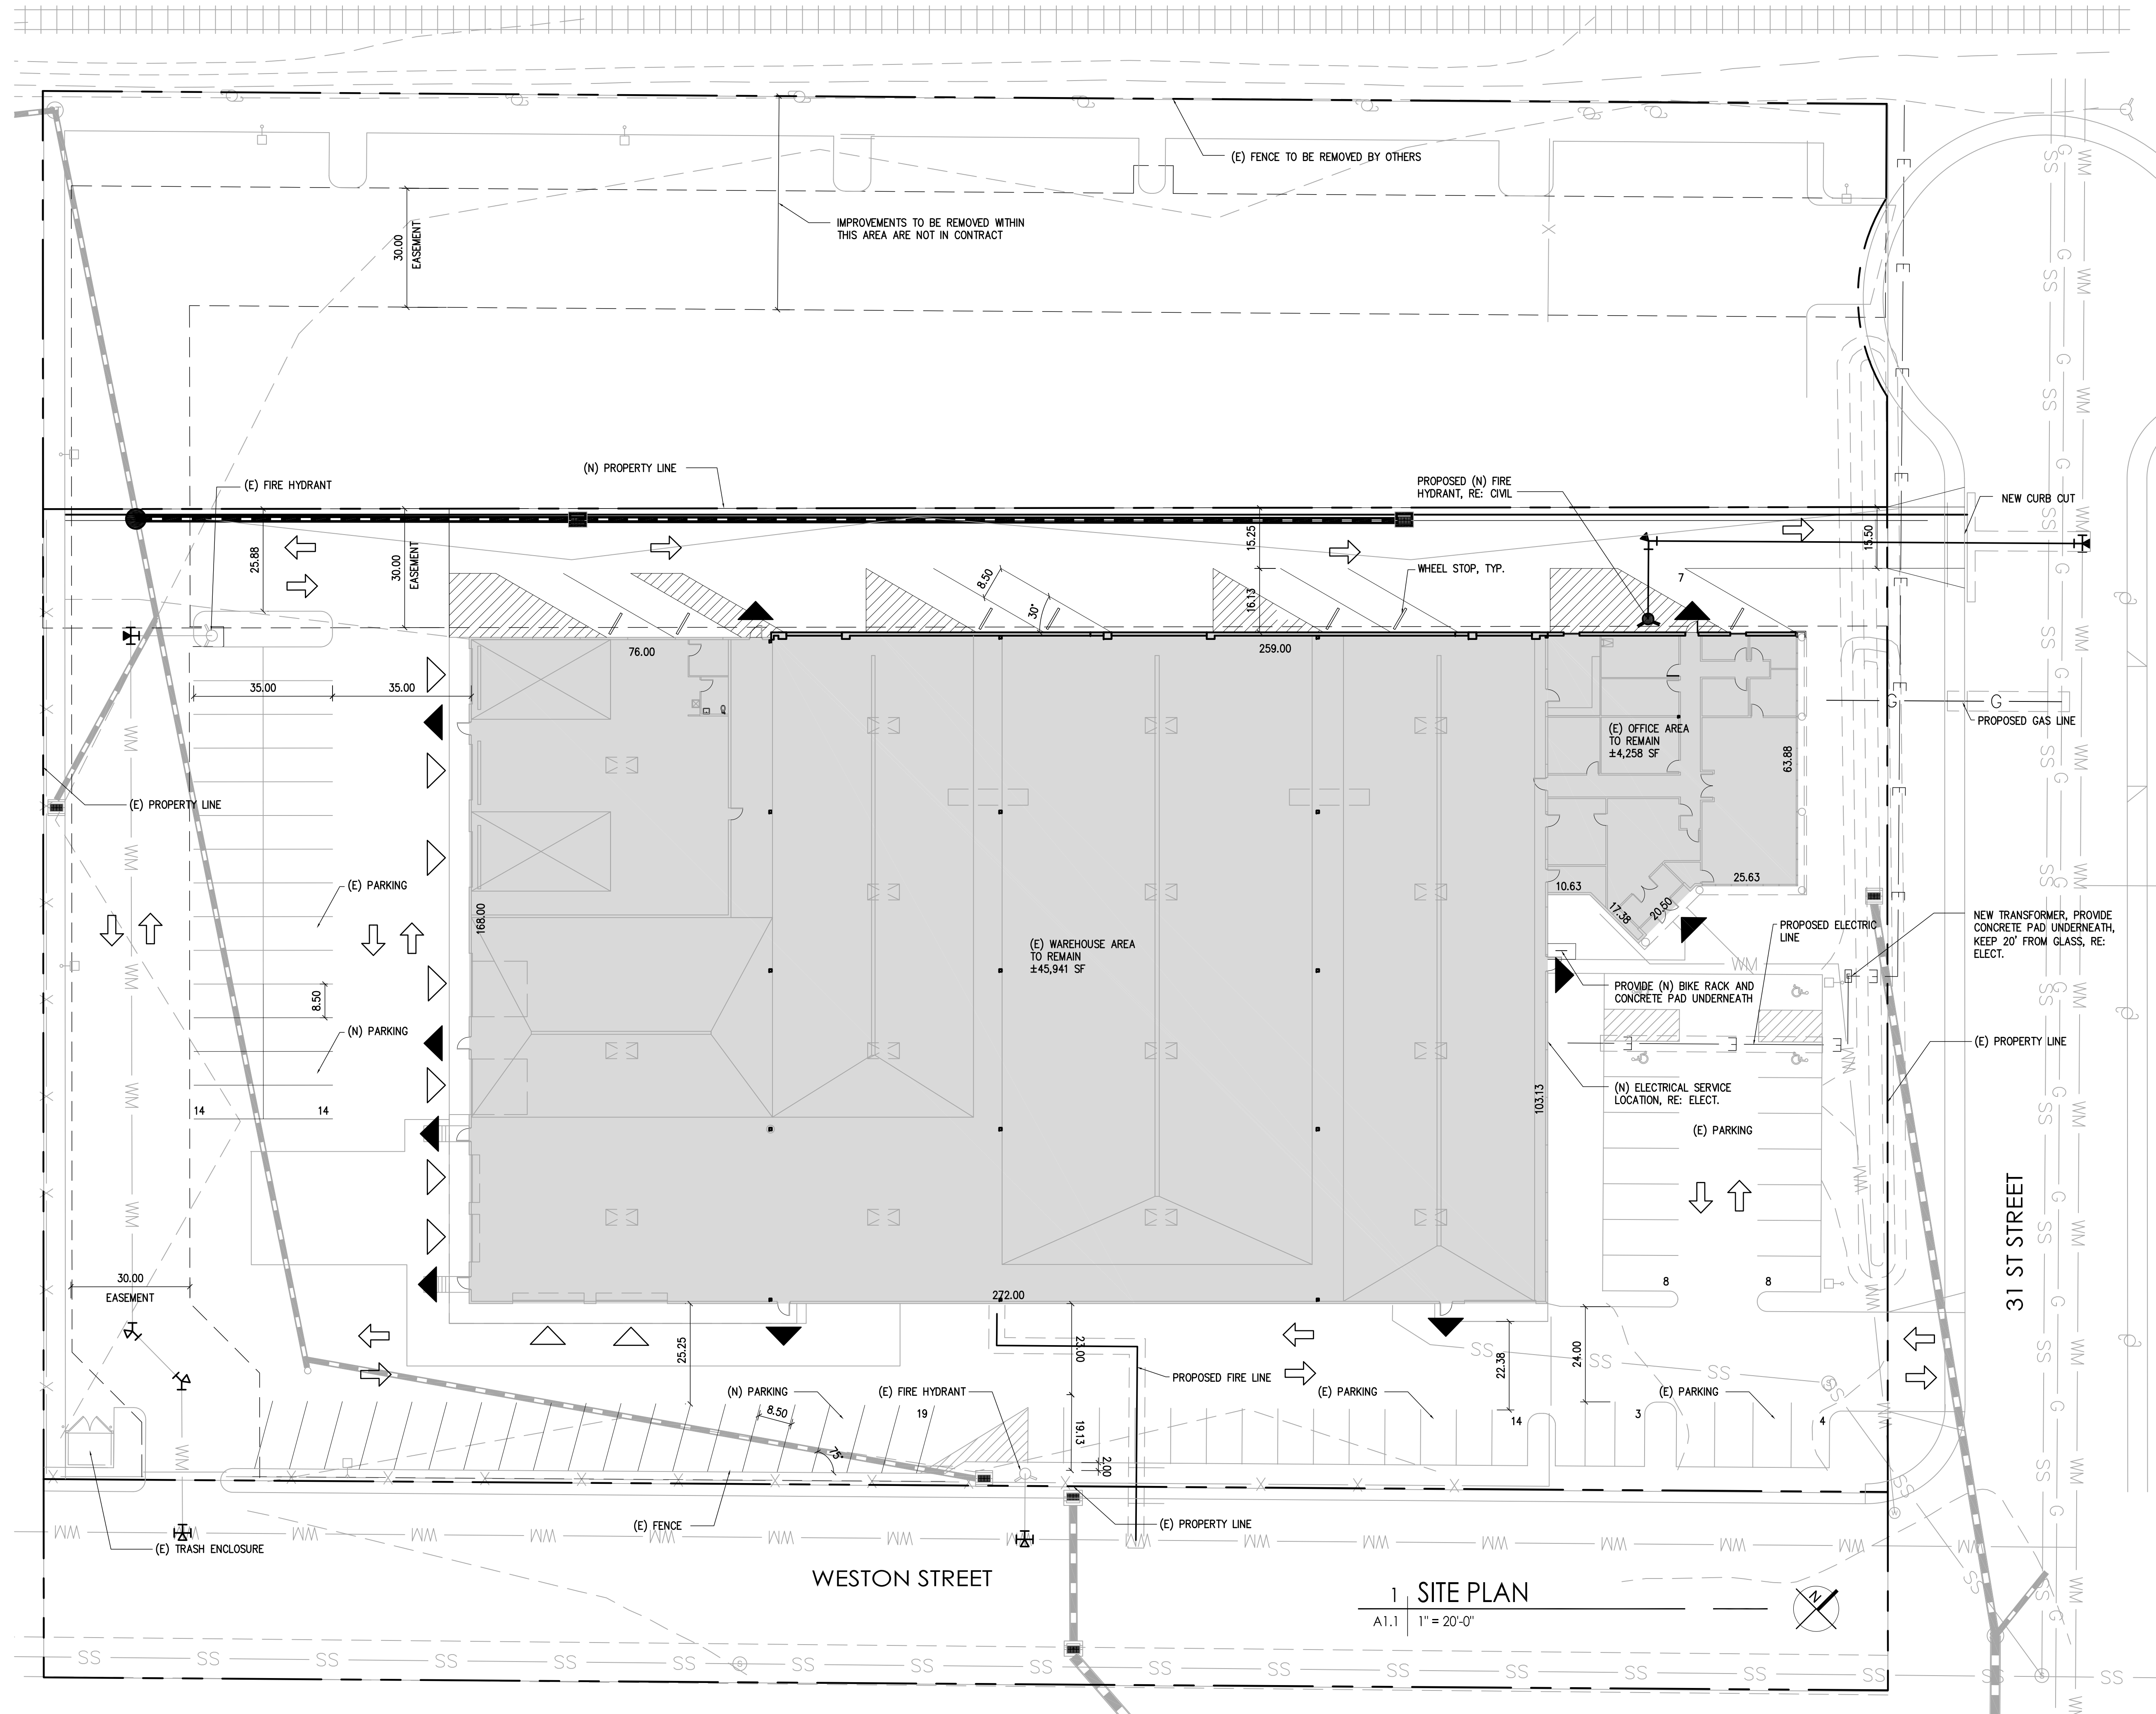 (E) FENCE TO BE REMOVED BY OTHERS
IMPROVEMENTS TO BE REMOVED WITHIN
THIS AREA ARE NOT IN CONTRACT
30.00
EASEMENT
(E) FIRE HYDRANT
(N) PROPERTY LINE
PROPOSED (N) FIRE
HYDRANT, RE: CIVIL
NEW CURB CUT
25.88
30.00
EASEMENT
15.25
16.13
8.50
30°
WHEEL STOP, TYP.
7
15.50
76.00
259.00
35.00
35.00
(E) OFFICE AREA
TO REMAIN
±4,258 SF
63.88
G
G
PROPOSED GAS LINE
(E) PROPERTY LINE
(E) PARKING
168.00
10.63
25.63
17.38
20.50
(E) WAREHOUSE AREA
TO REMAIN
±45,941 SF
PROPOSED ELECTRIC
LINE
NEW TRANSFORMER, PROVIDE
CONCRETE PAD UNDERNEATH,
KEEP 20' FROM GLASS, RE:
ELECT.
PROVIDE (N) BIKE RACK AND
CONCRETE PAD UNDERNEATH
8.50
(N) PARKING
(E) PROPERTY LINE
(N) ELECTRICAL SERVICE
LOCATION, RE: ELECT.
103.13
14
14
(E) PARKING
30.00
EASEMENT
8
8
272.00
31 ST STREET
25.25
23.00
22.38
24.00
PROPOSED FIRE LINE
(N) PARKING
(E) FIRE HYDRANT
(E) PARKING
(E) PARKING
8.50
19
14
3
4
75°
19.13
2.00
(E) FENCE
(E) PROPERTY LINE
(E) TRASH ENCLOSURE
WESTON STREET
1 SITE PLAN
A1.1 1" = 20'-0"
N